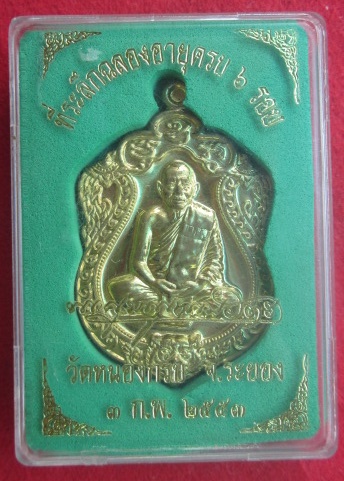 ที่ระลึกฉลองอายุครบ ๖ รอบ
วัดหนองกรับ จ.ระยอง
๓ ก.พ. ๒๕๕๓